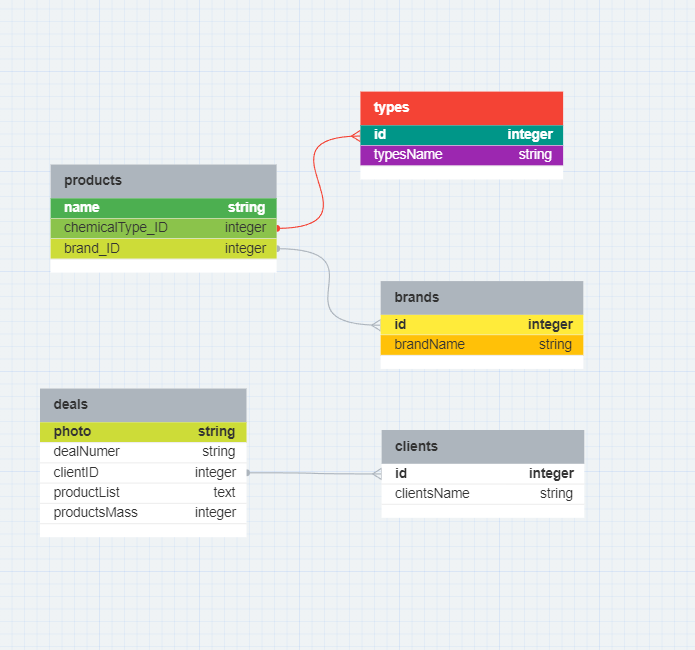 types
id integer
typesName string
products
name string
chemicalType_ID integer
brand_ID integer
brands
id integer
brandName string
deals
photo string
dealNumer string
clientID integer
productList text
productsMass integer
clients
id integer
clientsName string